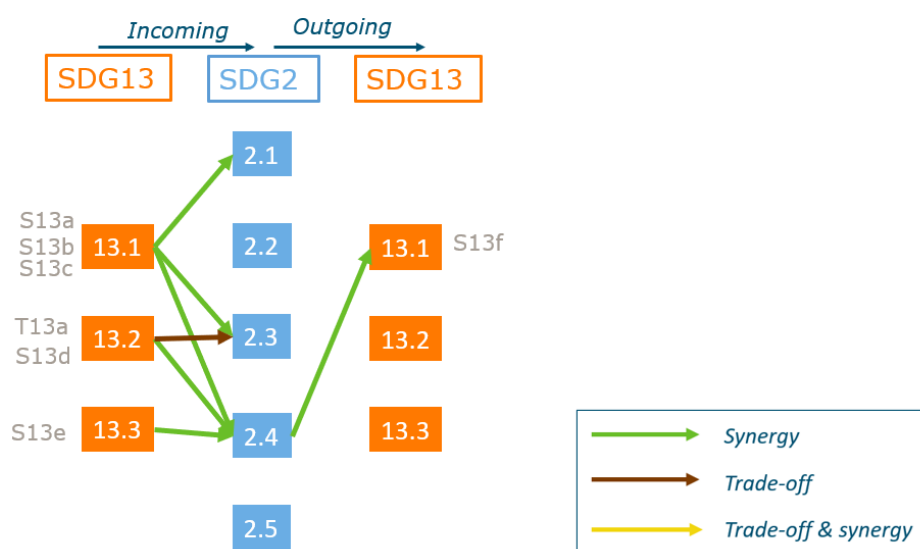 Incoming Outgoing
SDG13 SDG2 SDG13
2.1
S13a
S13b 13.1 2.2 13.1 S13f
S13c
T13a
13.2 2.3 13.2
S13d
S13e 13.3 2.4 13.3
Synergy
Trade-off
2.5
Trade-off & synergy